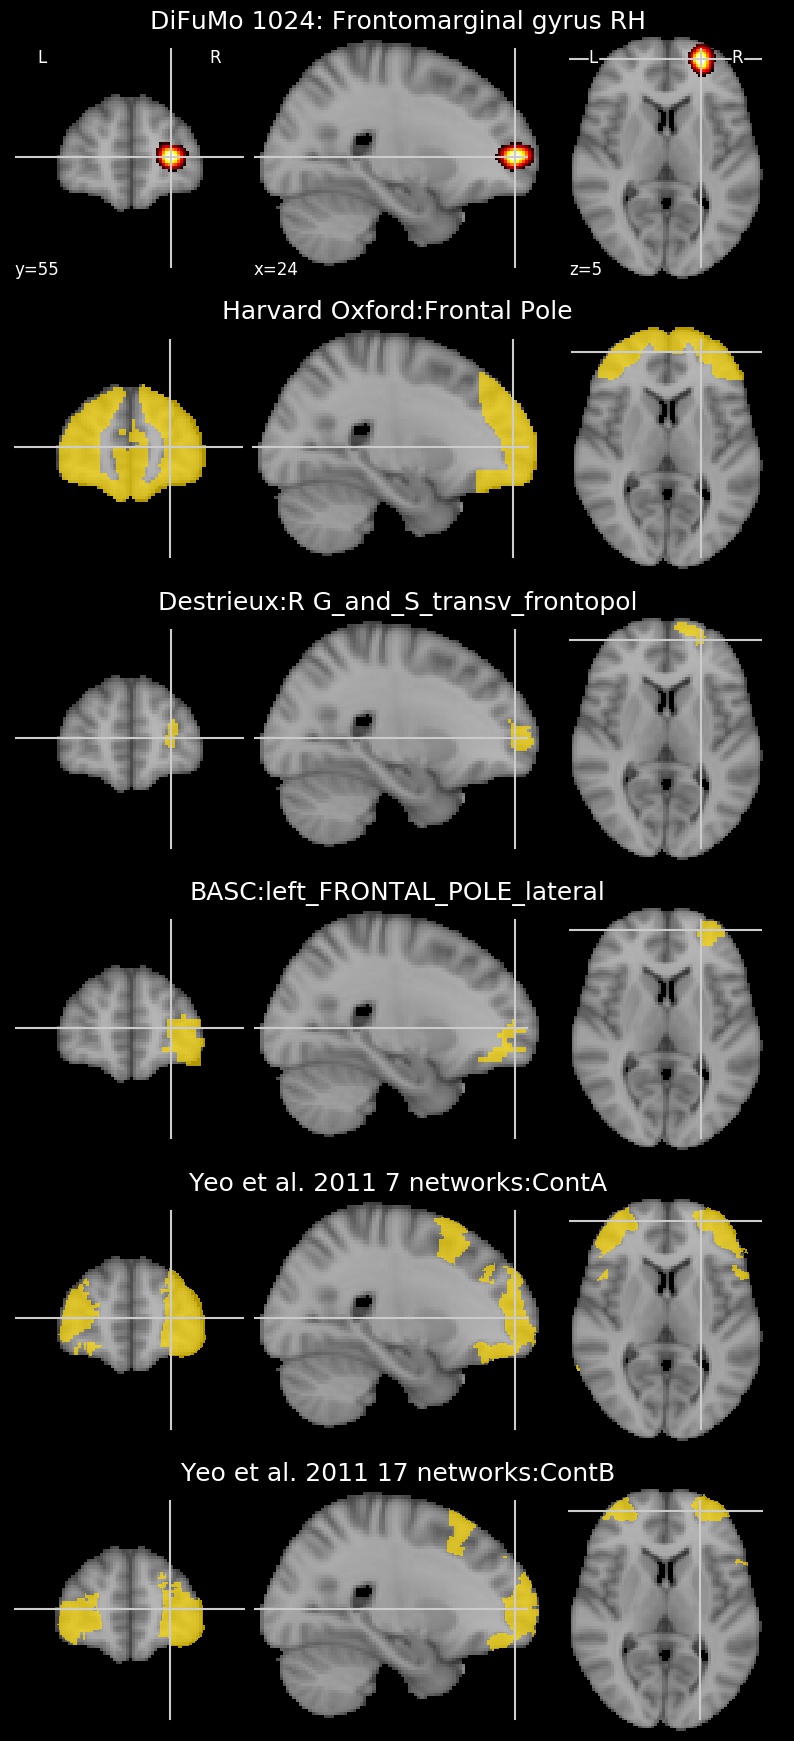 DiFuMo 1024: Frontomarginal gyrus RH
L R L R
y=55 x=24 z=5
Harvard Oxford:Frontal Pole
Destrieux:R G_and_S_transv_frontopol
BASC:left_FRONTAL_POLE_lateral
Yeo et al. 2011 7 networks:ContA
Yeo et al. 2011 17 networks:ContB